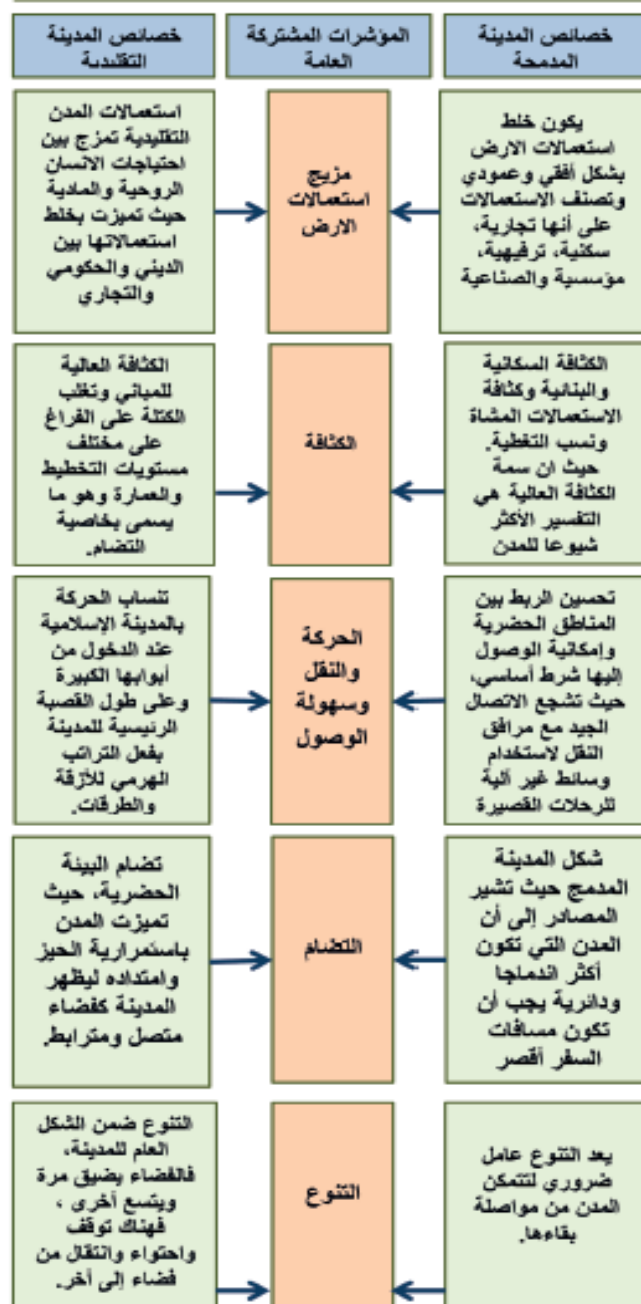 خصائص المدينة
المدمجة
المؤشرات المشتركة
العامة
خصائص المدينة
التقليدية
يكون خلط
استعمالات الارض
بشكل أفقي وعمودي
وتصنف الاستعمالات
على أنها تجارية،
سكنية، ترفيهية،
مؤسسية والصناعية
مزيج
استعمالات
الارض
استعمالات المدن
التقليدية تمزج بين
احتياجات الانسان
الروحية والمادية
حيث تميزت بخلط
استعمالاتها بين
الديني والحكومي
والتجاري
الكثافة السكانية
والبنائية وكثافة
الاستعمالات المشاة
ونسب التغطية.
حيث ان سمة
الكثافة العالية هي
التفسير الأكثر
شيوعا للمدن
الكثافة
الكثافة العالية
للمباني وتغلب
الكتلة على الفراغ
على مختلف
مستويات التخطيط
والعمارة وهو ما
يسمى بخاصية
التضام.
تحسين الربط بين
المناطق الحضرية
وإمكانية الوصول
إليها شرط أساسي،
حيث تشجع الاتصال
الجيد مع مرافق
النقل لاستخدام
وسائط غير ألية
للرحلات القصيرة
الحركة
والنقل
وسهولة
الوصول
تنساب الحركة
بالمدينة الإسلامية
عند الدخول من
أبوابها الكبيرة
وعلى طول القصبة
الرئيسية للمدينة
بفعل التراتب
الهرمي للأزقة
والطرقات.
شكل المدينة
المدمج حيث تشير
المصادر إلى أن
المدن التي تكون
أكثر اندماجا
ودائرية يجب أن
تكون مسافات
السفر أقصر
التضام
تضام البيئة
الحضرية، حيث
تميزت المدن
باستمرارية الحيز
وامتداده ليظهر
المدينة كفضاء
متصل ومترابط.
يعد التنوع عامل
ضروري لتتمكن
المدن من مواصلة
بقاءها.
التنوع
التنوع ضمن الشكل
العام للمدينة،
فالفضاء يضيق مرة
ويتسع أخرى ،
فهناك توقف
واحتواء وانتقال من
فضاء إلى أخر.